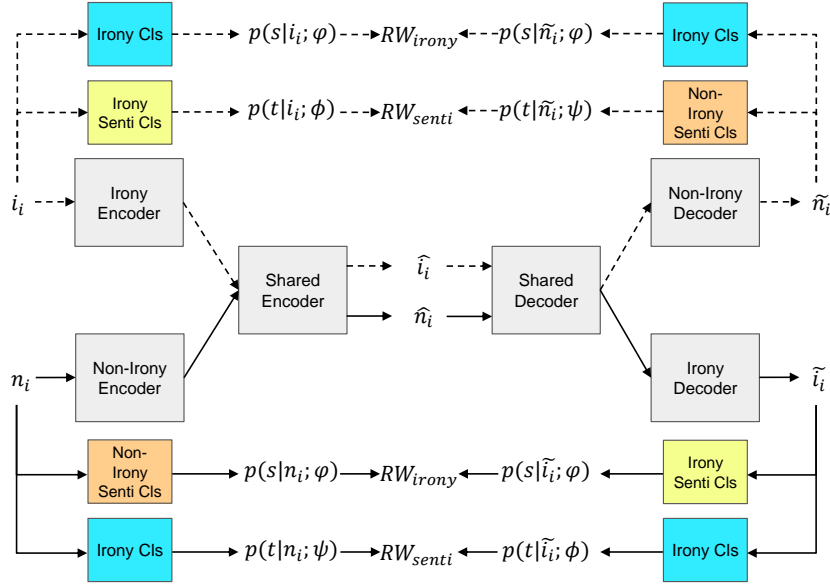 Irony Cls p(s|i_i; φ) RW_irony p(s|ñ_i; φ) Irony Cls
Irony Senti Cls p(t|i_i; ϕ) RW_senti p(t|ñ_i; ψ) Non-Irony Senti Cls
i_i Irony Encoder Non-Irony Decoder ñ_i
Shared Encoder î_i Shared Decoder
n̂_i
n_i Non-Irony Encoder Irony Decoder ĩ_i
Non-Irony Senti Cls p(s|n_i; φ) RW_irony p(s|ĩ_i; φ) Irony Senti Cls
Irony Cls p(t|n_i; ψ) RW_senti p(t|ĩ_i; ϕ) Irony Cls